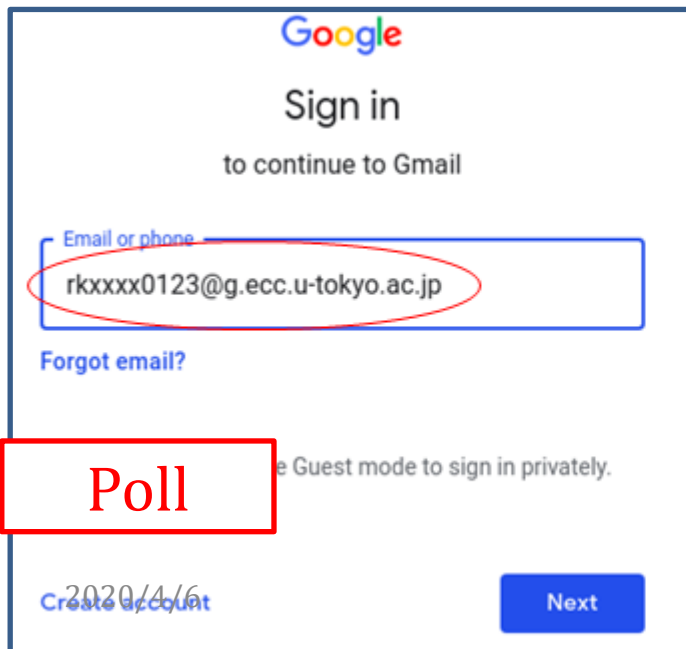 Google
Sign in
to continue to Gmail
Email or phone
rkxxxx0123@g.ecc.u-tokyo.ac.jp
Forgot email?
Poll
e Guest mode to sign in privately.
2020/4/6
Create account
Next